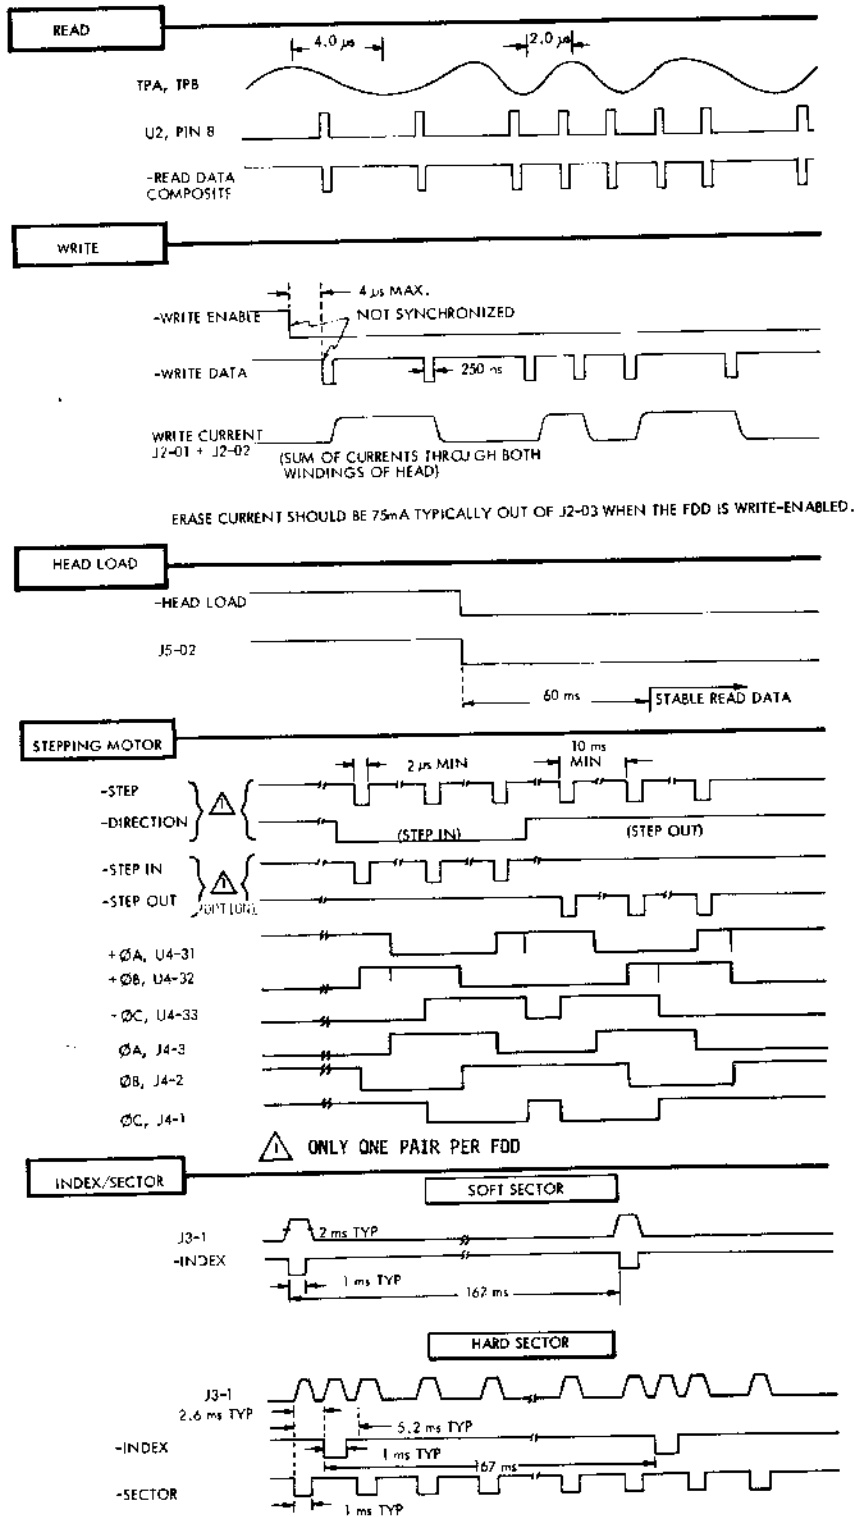 READ
4.0 µs
2.0 µs
TPA, TPB
U2, PIN 8
-READ DATA
COMPOSITE
WRITE
4 µs MAX.
-WRITE ENABLE
NOT SYNCHRONIZED
-WRITE DATA
250 ns
WRITE CURRENT
J2-01 + J2-02
(SUM OF CURRENTS THROUGH BOTH
WINDINGS OF HEAD)
ERASE CURRENT SHOULD BE 75mA TYPICALLY OUT OF J2-03 WHEN THE FDD IS WRITE-ENABLED.
HEAD LOAD
-HEAD LOAD
J5-02
60 ms
STABLE READ DATA
STEPPING MOTOR
2 µs MIN
10 ms
MIN
-STEP
1
-DIRECTION
(STEP IN)
(STEP OUT)
-STEP IN
1
-STEP OUT
(OPTION)
+ØA, U4-31
+ØB, U4-32
+ØC, U4-33
ØA, J4-3
ØB, J4-2
ØC, J4-1
1 ONLY ONE PAIR PER FDD
INDEX/SECTOR
SOFT SECTOR
J3-1
2 ms TYP
-INDEX
1 ms TYP
167 ms
HARD SECTOR
J3-1
2.6 ms TYP
5.2 ms TYP
-INDEX
1 ms TYP
167 ms
-SECTOR
1 ms TYP